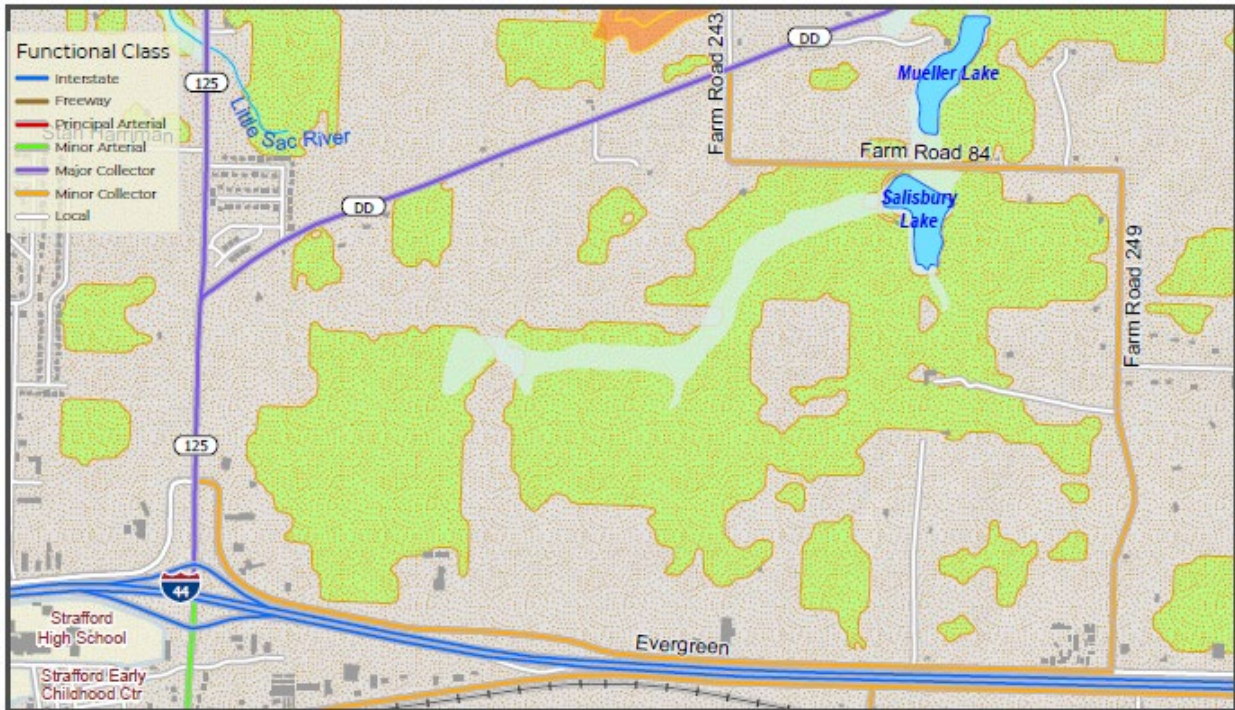 Functional Class
Interstate
Freeway
Principal Arterial
Minor Arterial
Major Collector
Minor Collector
Local
Stan Harriman
125
Little Sac River
DD
Farm Road 243
DD
Mueller Lake
Farm Road 84
Salisbury
Lake
Farm Road 249
125
44
Strafford
High School
Evergreen
Strafford Early
Childhood Ctr